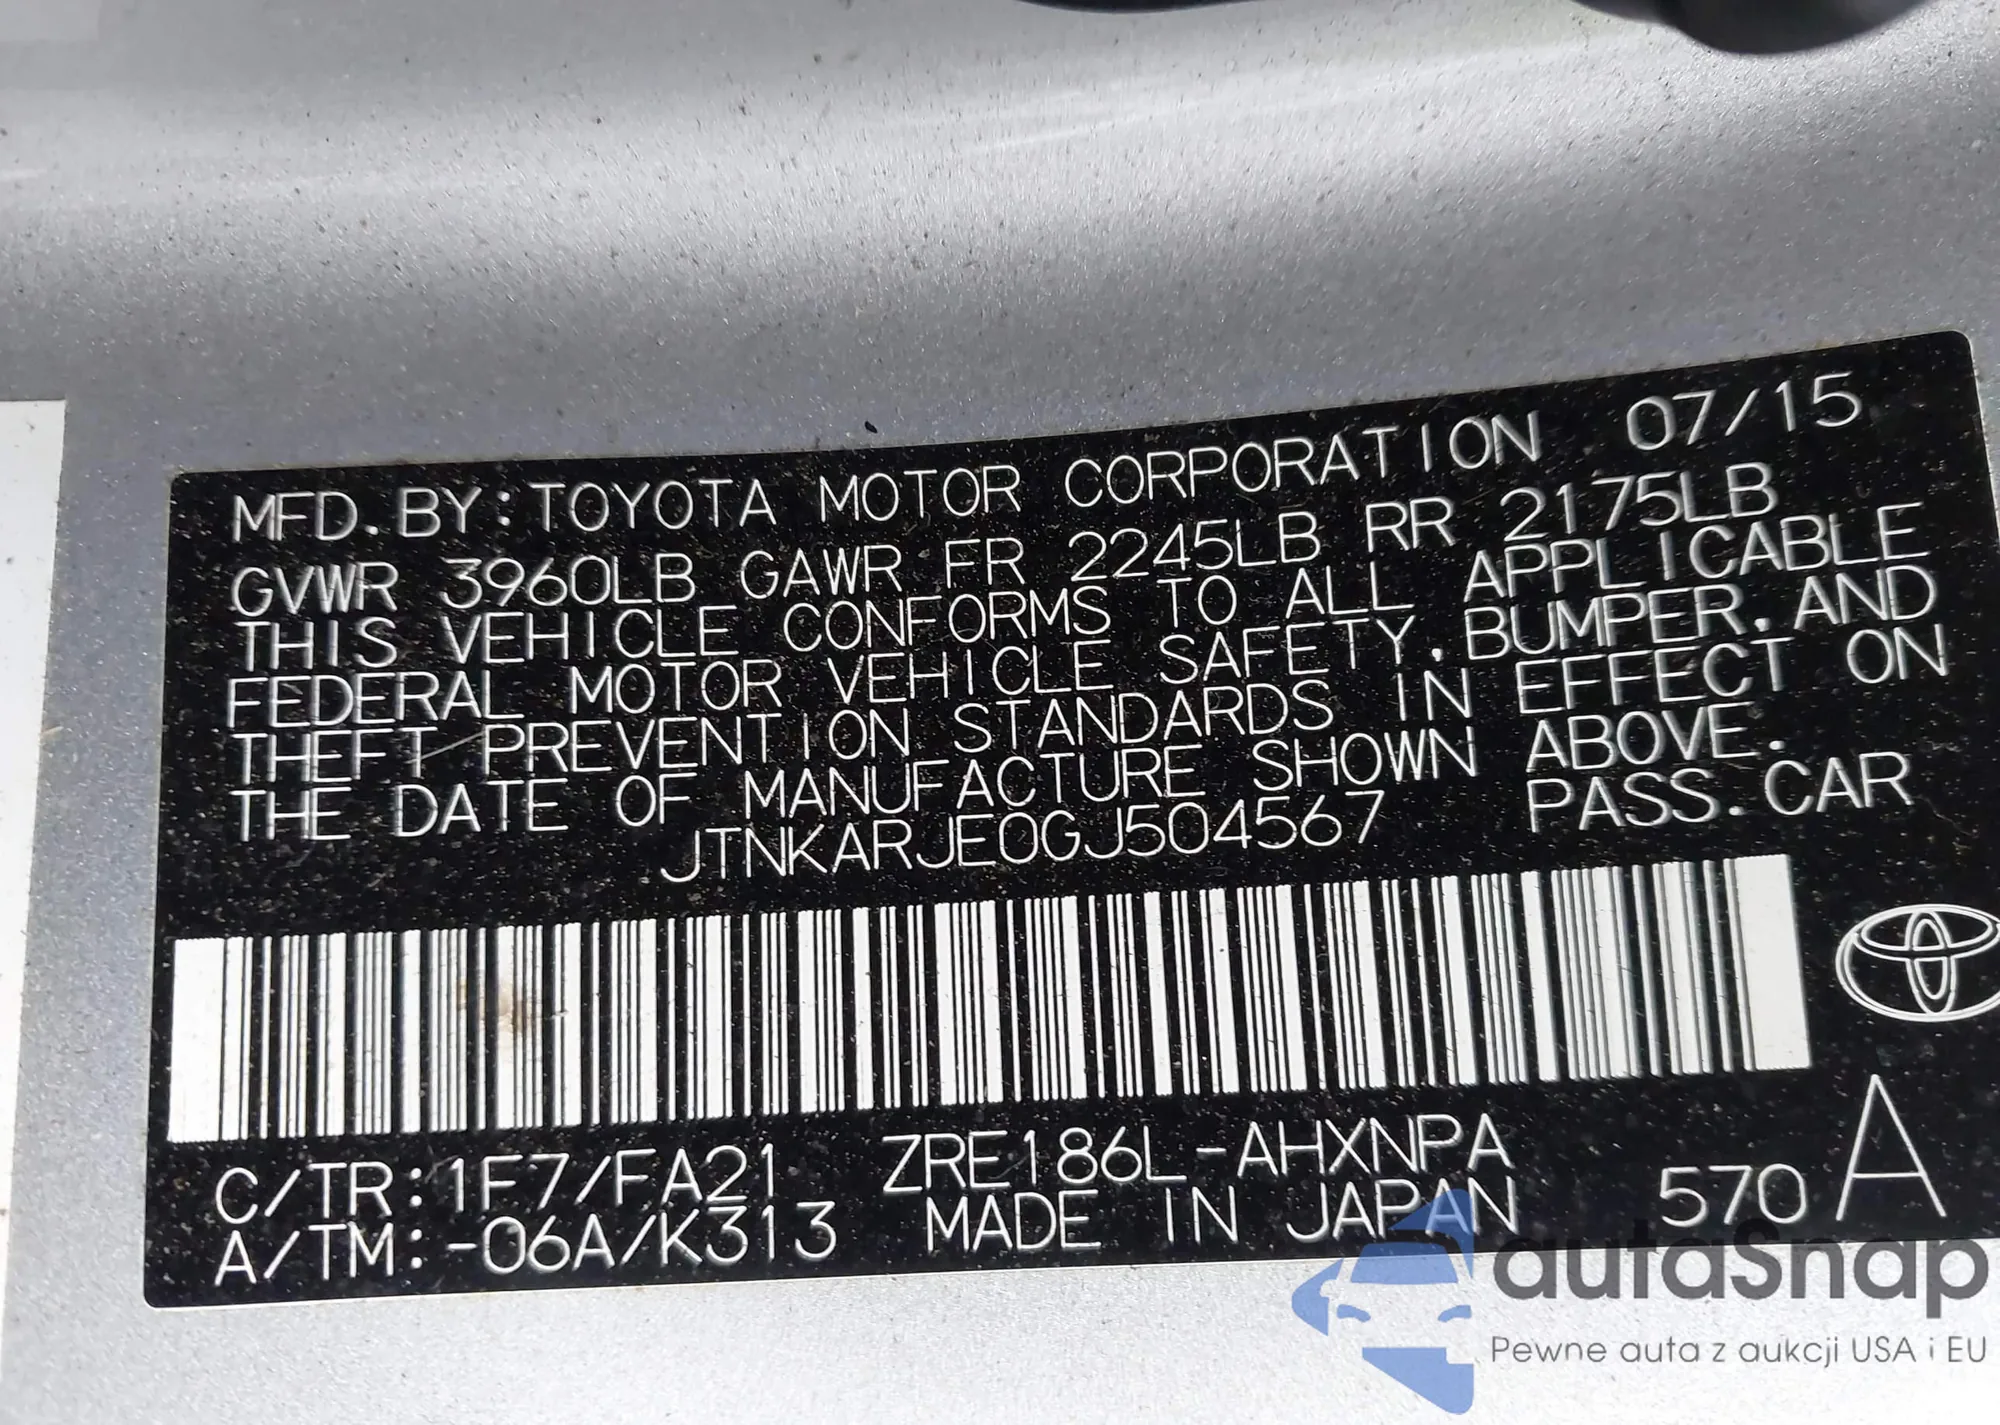 MFD. BY: TOYOTA MOTOR CORPORATION 07/15
GVWR 3960LB GAWR FR 2245LB RR 2175LB
THIS VEHICLE CONFORMS TO ALL APPLICABLE
FEDERAL MOTOR VEHICLE SAFETY, BUMPER, AND
THEFT PREVENTION STANDARDS IN EFFECT ON
THE DATE OF MANUFACTURE SHOWN ABOVE.
JTNKARJE0GJ504567 PASS. CAR
C/TR: 1F7/FA21 ZRE186L-AHXNPA
A/TM: -06A/K313 MADE IN JAPAN 570 A
autaSnap
Pewne auta z aukcji USA i EU